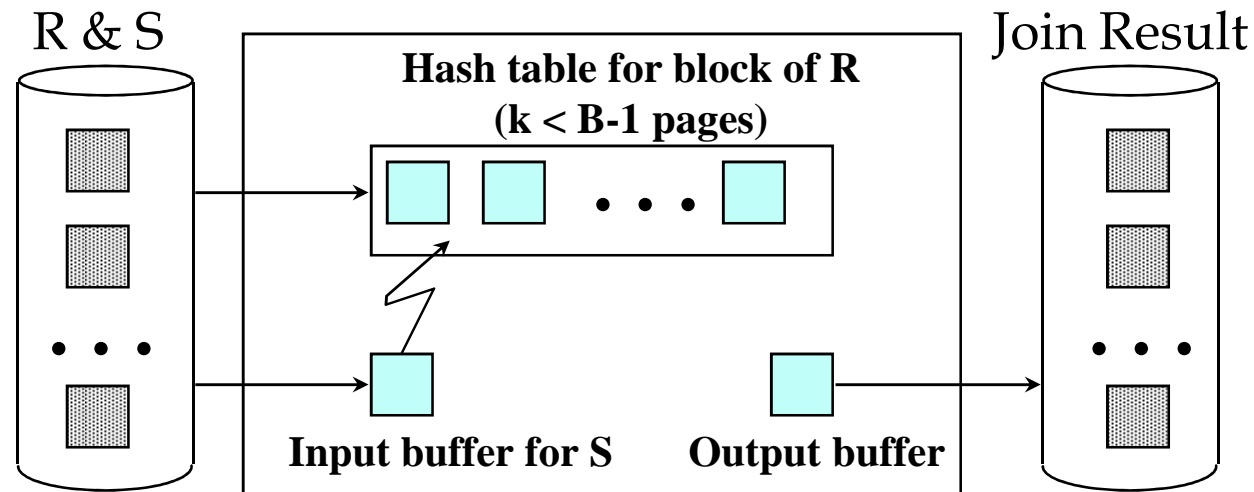 R & S
Join Result
Hash table for block of R
(k < B-1 pages)
• • •
• • •
• • •
Input buffer for S
Output buffer